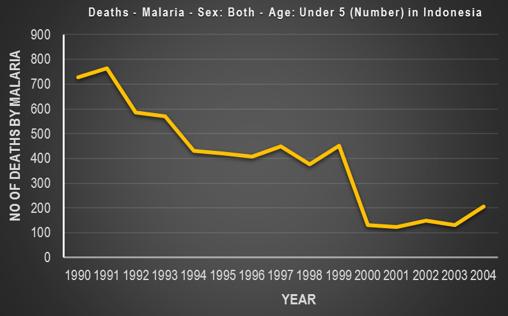 Deaths - Malaria - Sex: Both - Age: Under 5 (Number) in Indonesia
NO OF DEATHS BY MALARIA
900
800
700
600
500
400
300
200
100
0
1990 1991 1992 1993 1994 1995 1996 1997 1998 1999 2000 2001 2002 2003 2004
YEAR